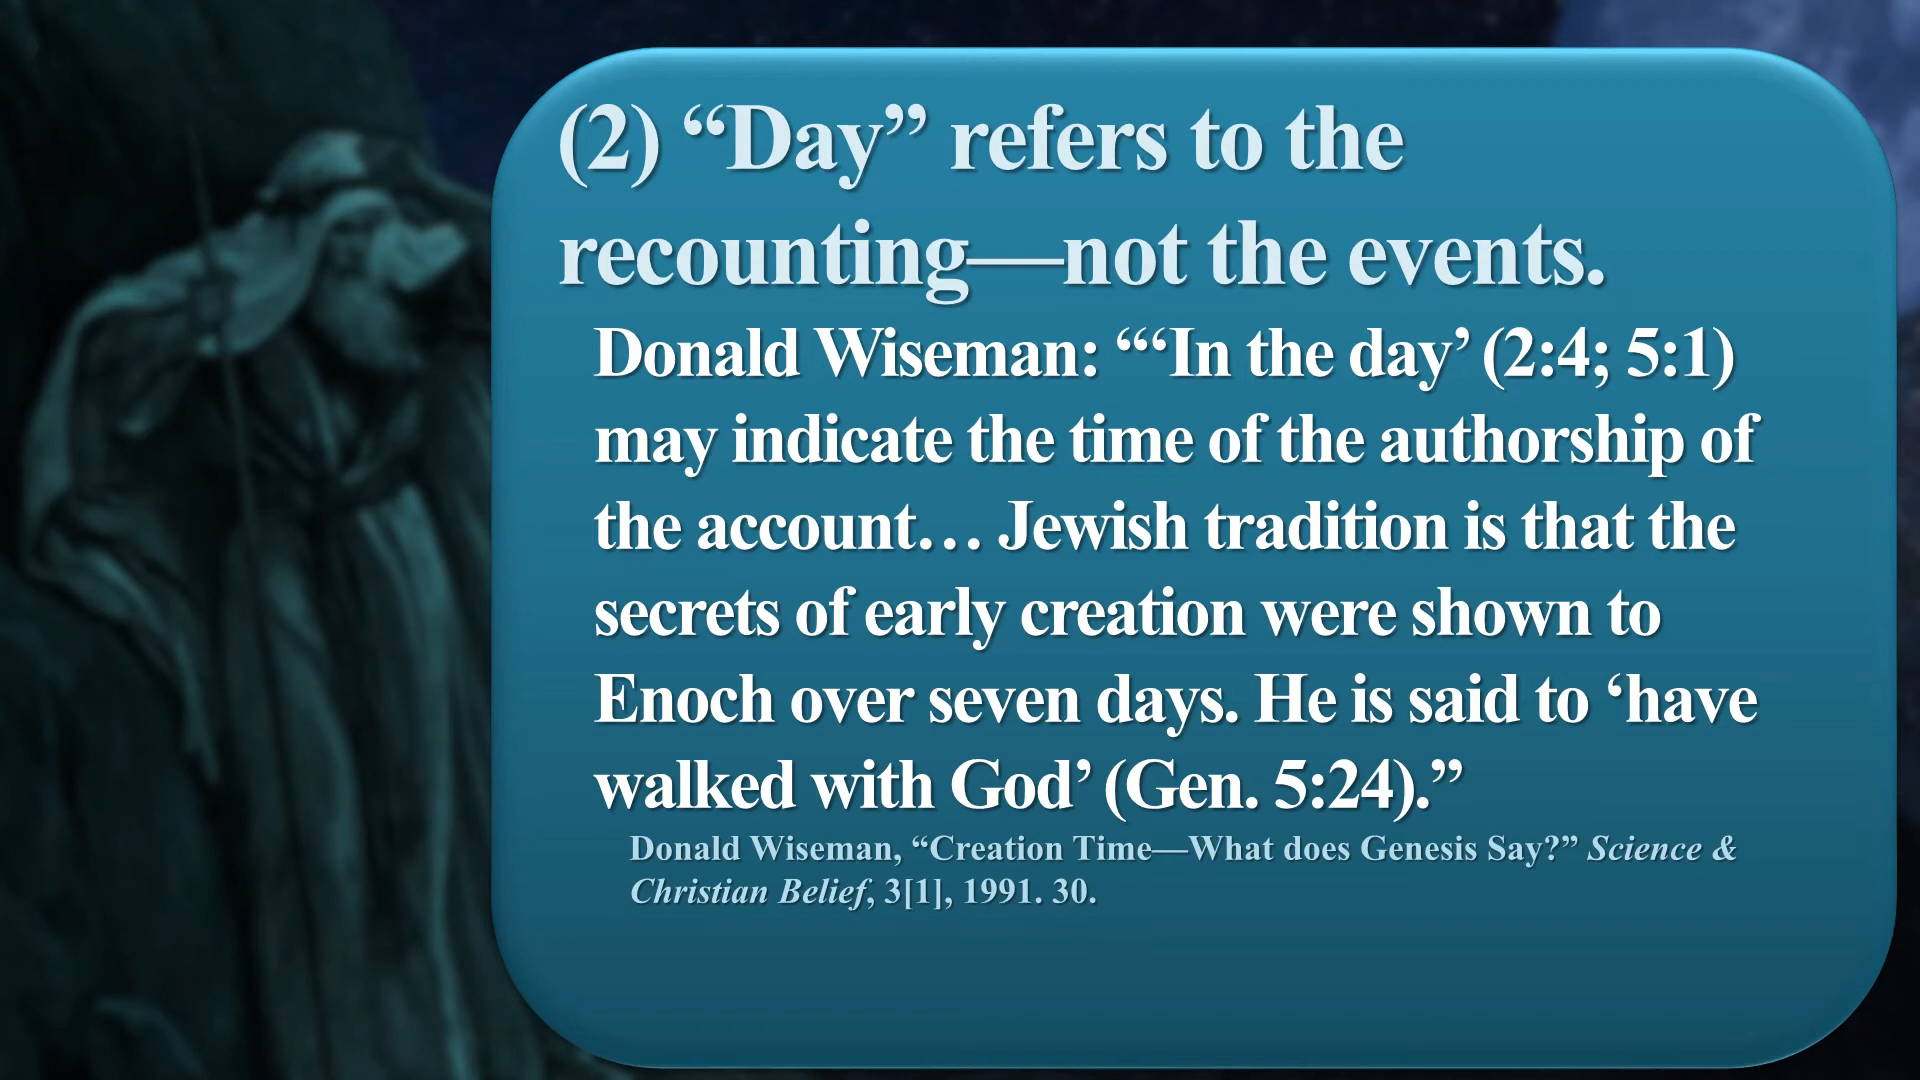 (2) “Day” refers to the
recounting—not the events.
Donald Wiseman: “‘In the day’ (2:4; 5:1)
may indicate the time of the authorship of
the account… Jewish tradition is that the
secrets of early creation were shown to
Enoch over seven days. He is said to ‘have
walked with God’ (Gen. 5:24).”
Donald Wiseman, “Creation Time—What does Genesis Say?” Science &
Christian Belief, 3[1], 1991. 30.